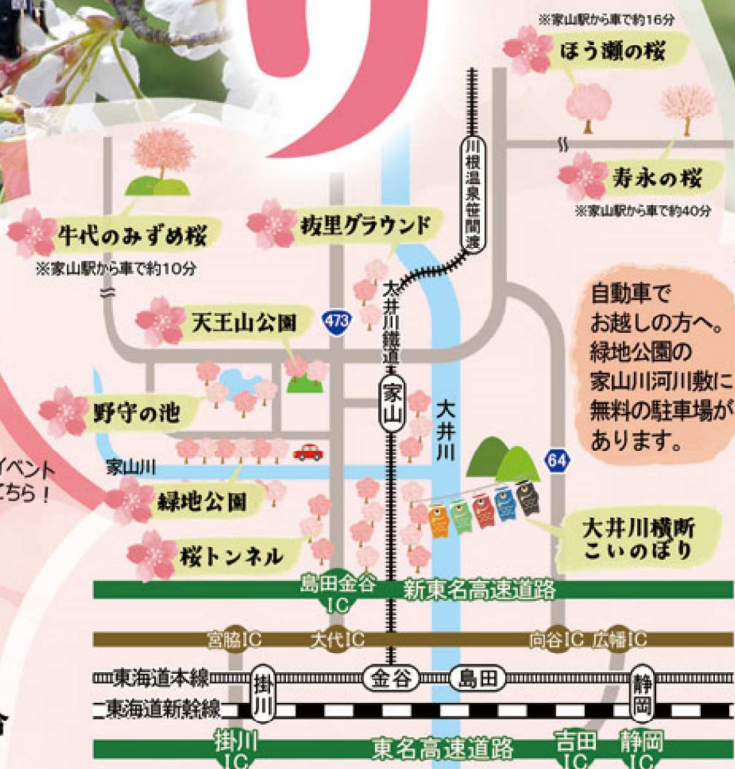 り
※家山駅から車で約16分
ほう瀬の桜
川根温泉笹間渡
寿永の桜
※家山駅から車で約40分
牛代のみずめ桜
※家山駅から車で約10分
抜里グラウンド
大井川鐵道
天王山公園
473
自動車で
お越しの方へ。
緑地公園の
家山川河川敷に
無料の駐車場が
あります。
家山
大井川
野守の池
イベント
こちら!
家山川
64
緑地公園
大井川横断
こいのぼり
桜トンネル
島田金谷
IC
新東名高速道路
宮脇IC
大代IC
向谷IC
広幡IC
東海道本線
掛川
金谷
島田
静岡
東海道新幹線
掛川
IC
東名高速道路
吉田
IC
静岡
IC